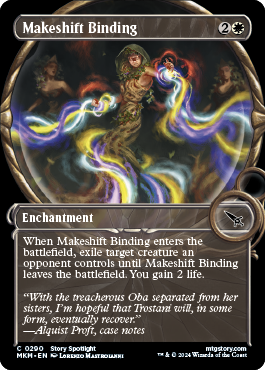 Makeshift Binding 2
Enchantment
When Makeshift Binding enters the
battlefield, exile target creature an
opponent controls until Makeshift Binding
leaves the battlefield. You gain 2 life.
“With the treacherous Oba separated from her
sisters, I’m hopeful that Trostani will, in some
form, eventually recover.”
—Alquist Proft, case notes
C 0290 Story Spotlight mtgstory.com
MKM • EN Lorenzo Mastroianni ™ & © 2024 Wizards of the Coast